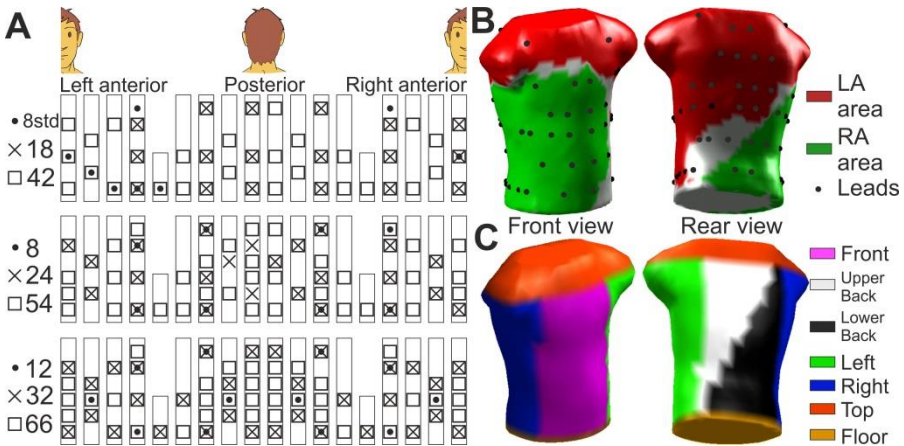 A
Left anterior
Posterior
Right anterior
• 8std
× 18
□ 42
• 8
× 24
□ 54
• 12
× 32
□ 66
B
LA
area
RA
area
Leads
Front view
Rear view
C
Front
Upper
Back
Lower
Back
Left
Right
Top
Floor